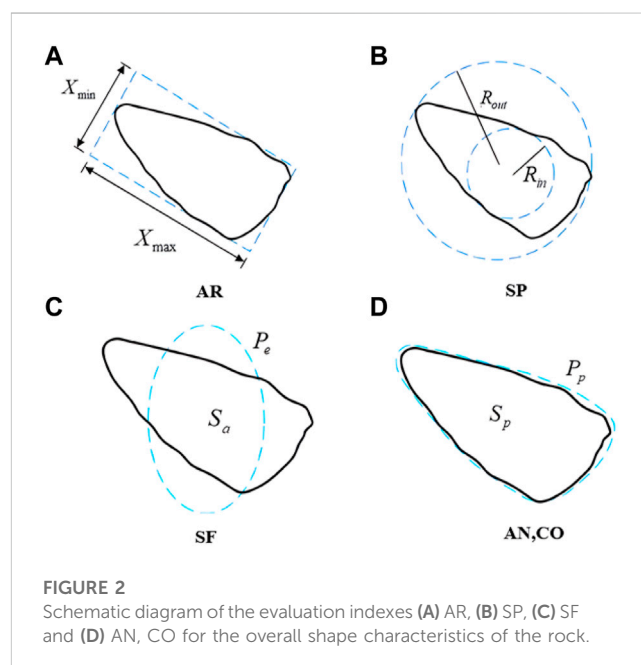 A
B
X_min
X_max
AR
R_out
R_in
SP
C
D
P_e
S_a
SF
P_p
S_p
AN,CO
FIGURE 2
Schematic diagram of the evaluation indexes (A) AR, (B) SP, (C) SF
and (D) AN, CO for the overall shape characteristics of the rock.